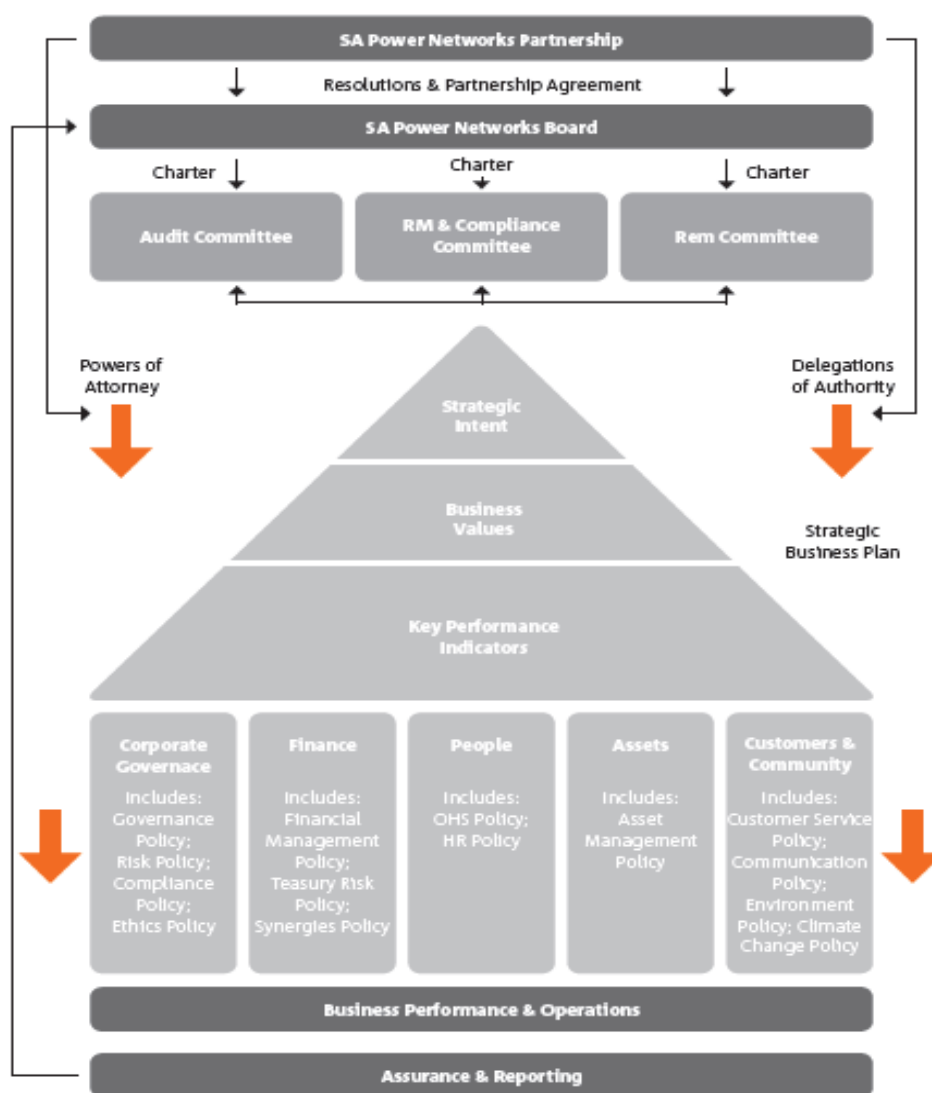 SA Power Networks Partnership
Resolutions & Partnership Agreement
SA Power Networks Board
Charter
Charter
Charter
Audit Committee
RM & Compliance
Committee
Rem Committee
Powers of
Attorney
Delegations
of Authority
Strategic
Intent
Business
Values
Strategic
Business Plan
Key Performance
Indicators
Corporate
Governace
Includes:
Governance
Policy;
Risk Policy;
Compliance
Policy;
Ethics Policy
Finance
Includes:
Financial
Management
Policy;
Teasury Risk
Policy;
Synergies Policy
People
Includes:
OHS Policy;
HR Policy
Assets
Includes:
Asset
Management
Policy
Customers &
Community
Includes:
Customer Service
Policy;
Communication
Policy;
Environment
Policy; Climate
Change Policy
Business Performance & Operations
Assurance & Reporting